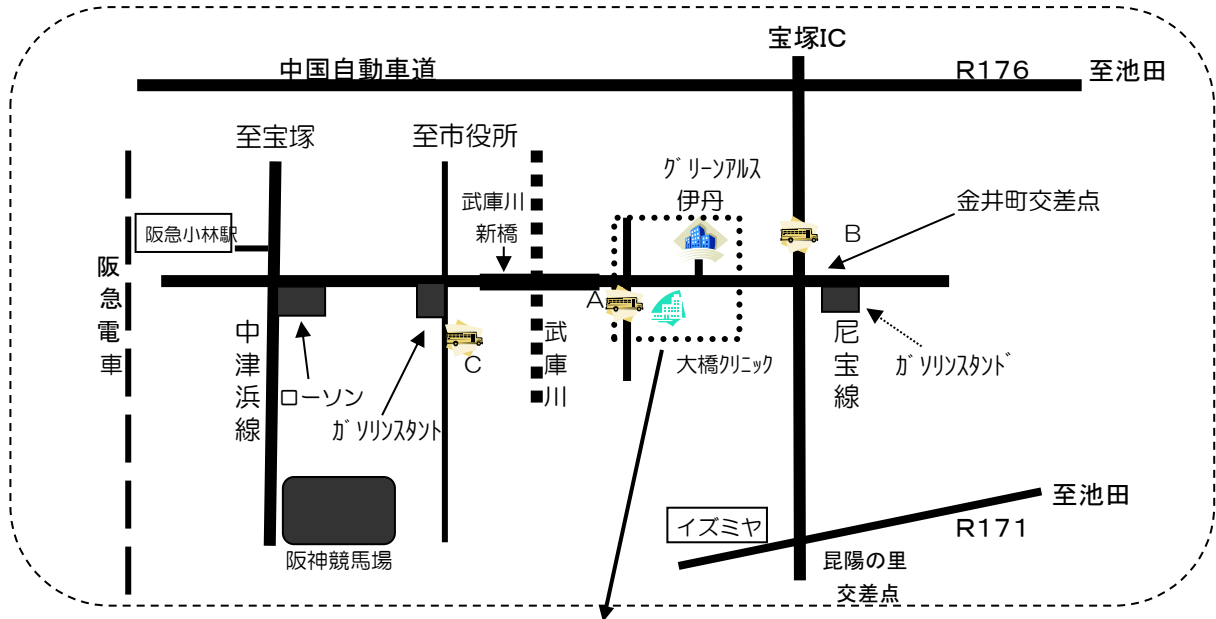 宝塚IC
中国自動車道
R176
至池田
至宝塚
至市役所
グリーンアルス
伊丹
武庫川
新橋
金井町交差点
阪急小林駅
B
阪急電車
A
中津浜線
ローソン
C
ガソリンスタント
武庫川
大橋クリニック
尼宝線
ガソリンスタンド
阪神競馬場
イズミヤ
至池田
R171
昆陽の里
交差点